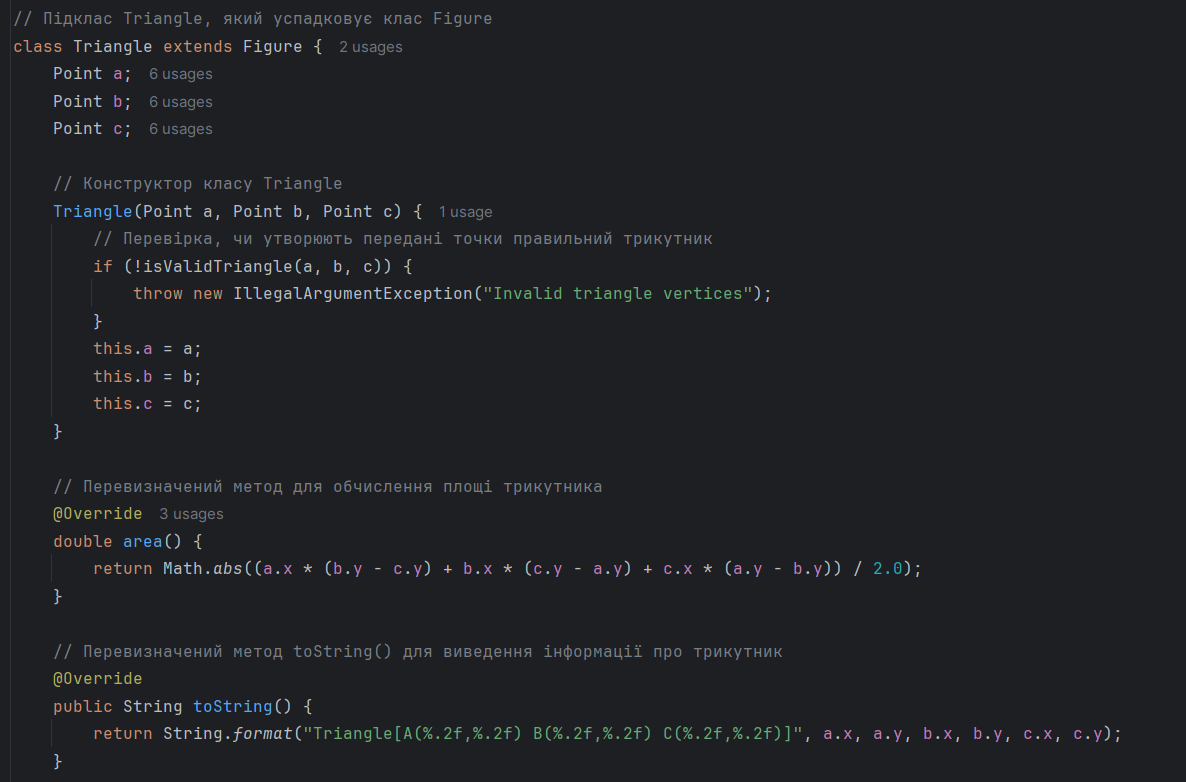 // Підклас Triangle, який успадковує клас Figure
class Triangle extends Figure { 2 usages
    Point a; 6 usages
    Point b; 6 usages
    Point c; 6 usages
    // Конструктор класу Triangle
    Triangle(Point a, Point b, Point c) { 1 usage
        // Перевірка, чи утворюють передані точки правильний трикутник
        if (!isValidTriangle(a, b, c)) {
            throw new IllegalArgumentException("Invalid triangle vertices");
        }
        this.a = a;
        this.b = b;
        this.c = c;
    }
    // Перевизначений метод для обчислення площі трикутника
    @Override 3 usages
    double area() {
        return Math.abs((a.x * (b.y - c.y) + b.x * (c.y - a.y) + c.x * (a.y - b.y)) / 2.0);
    }
    // Перевизначений метод toString() для виведення інформації про трикутник
    @Override
    public String toString() {
        return String.format("Triangle[A(%.2f,%.2f) B(%.2f,%.2f) C(%.2f,%.2f)]", a.x, a.y, b.x, b.y, c.x, c.y);
    }